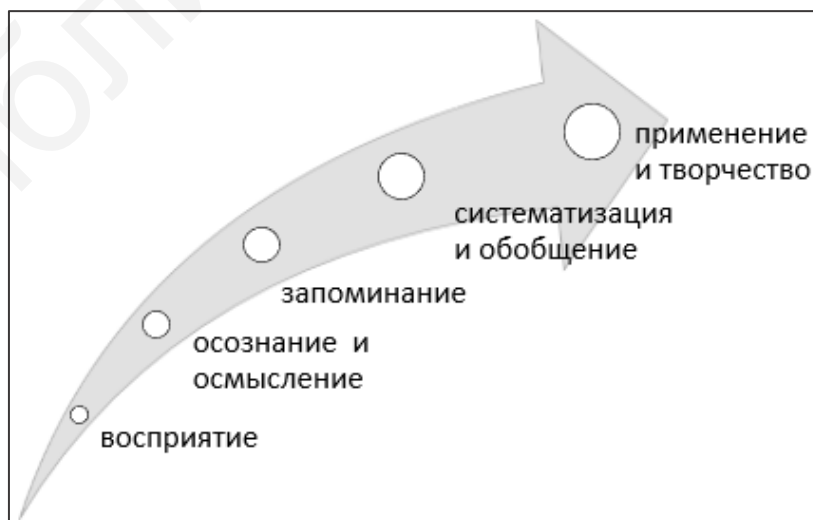 применение
и творчество
систематизация
и обобщение
запоминание
осознание и
осмысление
восприятие